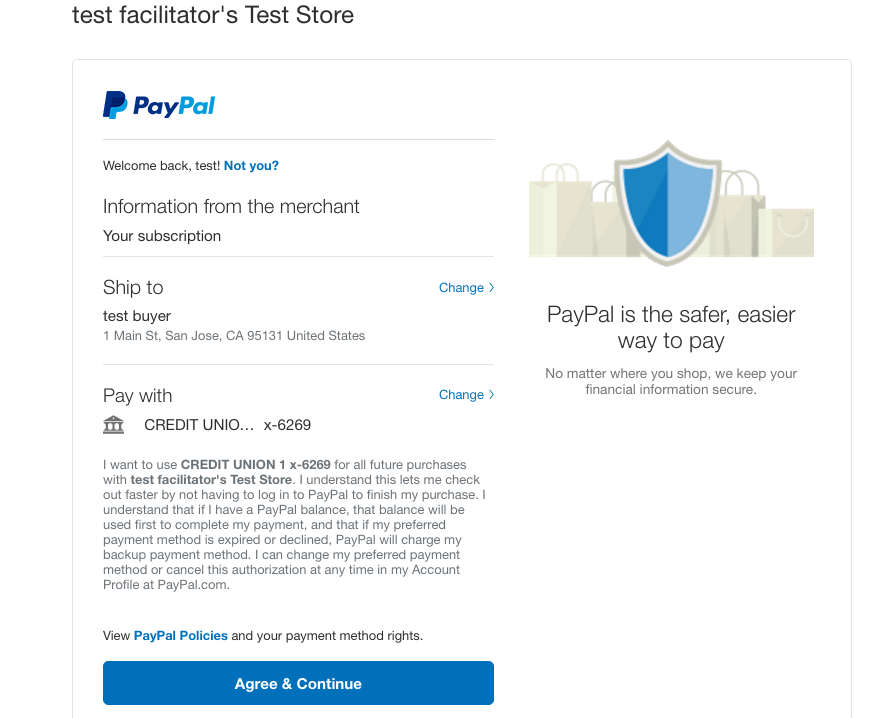 test facilitator's Test Store
PayPal
Welcome back, test! Not you?
Information from the merchant
Your subscription
Ship to
Change
test buyer
1 Main St, San Jose, CA 95131 United States
Pay with
Change
CREDIT UNIO... x-6269
I want to use CREDIT UNION 1 x-6269 for all future purchases
with test facilitator's Test Store. I understand this lets me check
out faster by not having to log in to PayPal to finish my purchase. I
understand that if I have a PayPal balance, that balance will be
used first to complete my payment, and that if my preferred
payment method is expired or declined, PayPal will charge my
backup payment method. I can change my preferred payment
method or cancel this authorization at any time in my Account
Profile at PayPal.com.
View PayPal Policies and your payment method rights.
Agree & Continue
PayPal is the safer, easier
way to pay
No matter where you shop, we keep your
financial information secure.